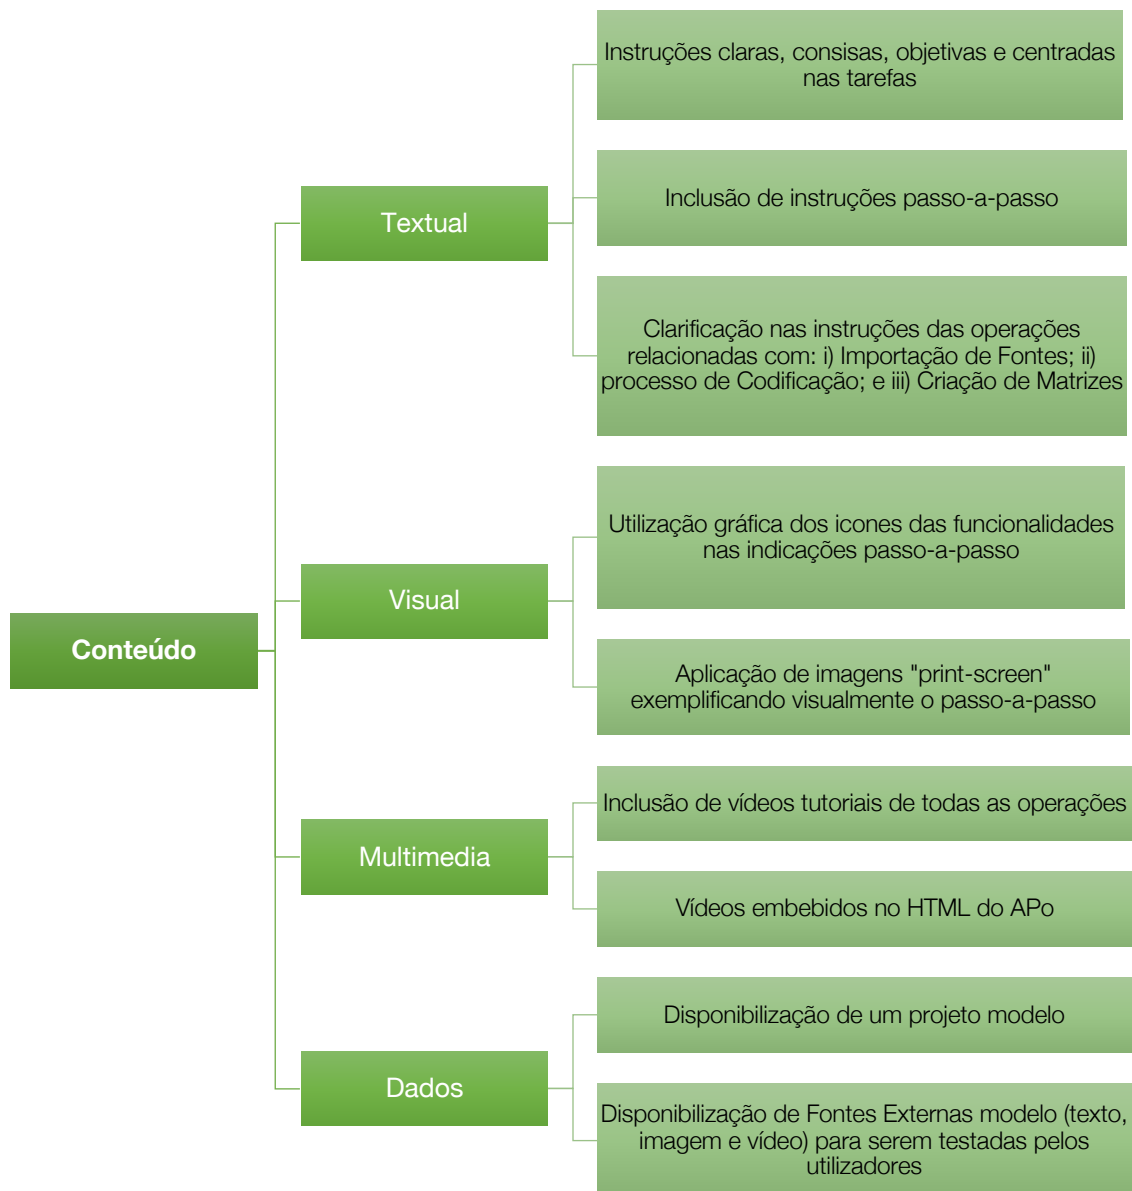 Instruções claras, consisas, objetivas e centradas
nas tarefas
Inclusão de instruções passo-a-passo
Textual
Clarificação nas instruções das operações
relacionadas com: i) Importação de Fontes; ii)
processo de Codificação; e iii) Criação de Matrizes
Utilização gráfica dos icones das funcionalidades
nas indicações passo-a-passo
Visual
Conteúdo
Aplicação de imagens "print-screen"
exemplificando visualmente o passo-a-passo
Inclusão de vídeos tutoriais de todas as operações
Multimedia
Vídeos embebidos no HTML do APo
Disponibilização de um projeto modelo
Dados
Disponibilização de Fontes Externas modelo (texto,
imagem e vídeo) para serem testadas pelos
utilizadores